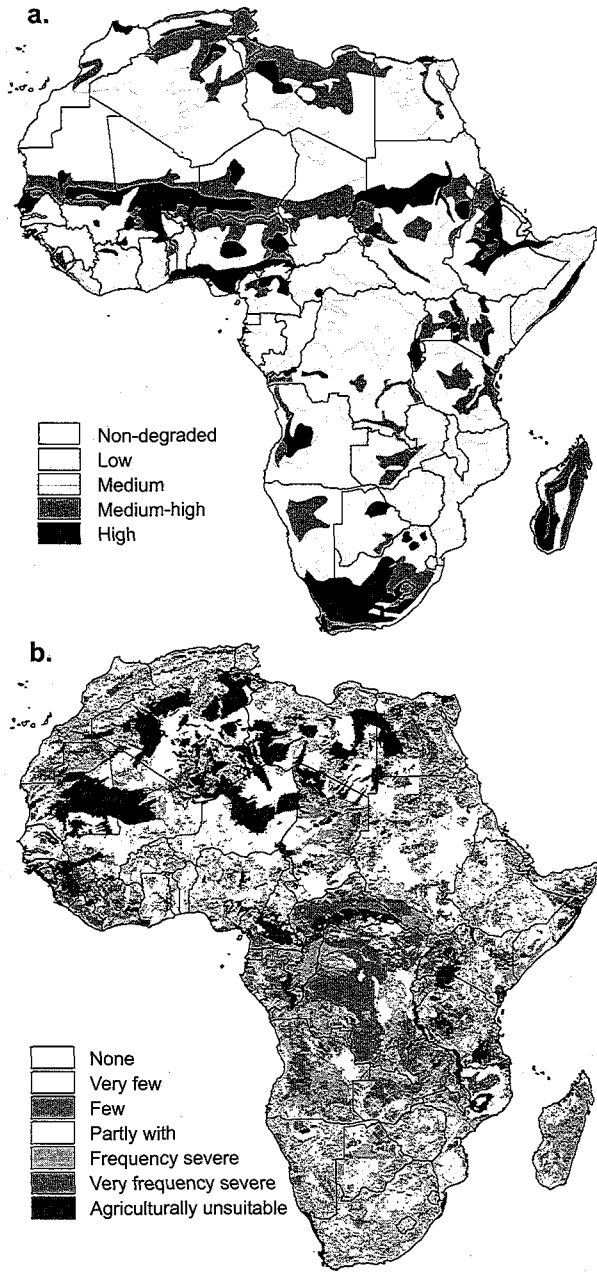 a.
Non-degraded
Low
Medium
Medium-high
High
b.
None
Very few
Few
Partly with
Frequency severe
Very frequency severe
Agriculturally unsuitable